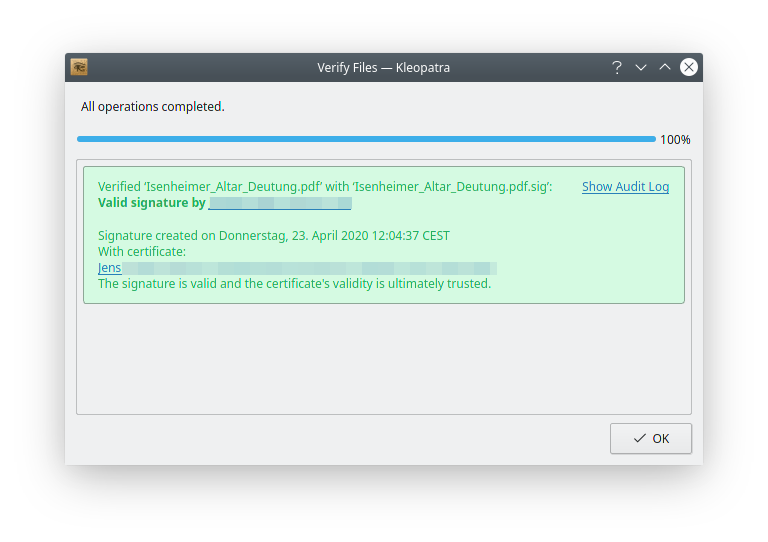 Verify Files — Kleopatra
All operations completed.
100%
Verified ‘Isenheimer_Altar_Deutung.pdf’ with ‘Isenheimer_Altar_Deutung.pdf.sig’:
Show Audit Log
Valid signature by
Signature created on Donnerstag, 23. April 2020 12:04:37 CEST
With certificate:
Jens
The signature is valid and the certificate's validity is ultimately trusted.
OK